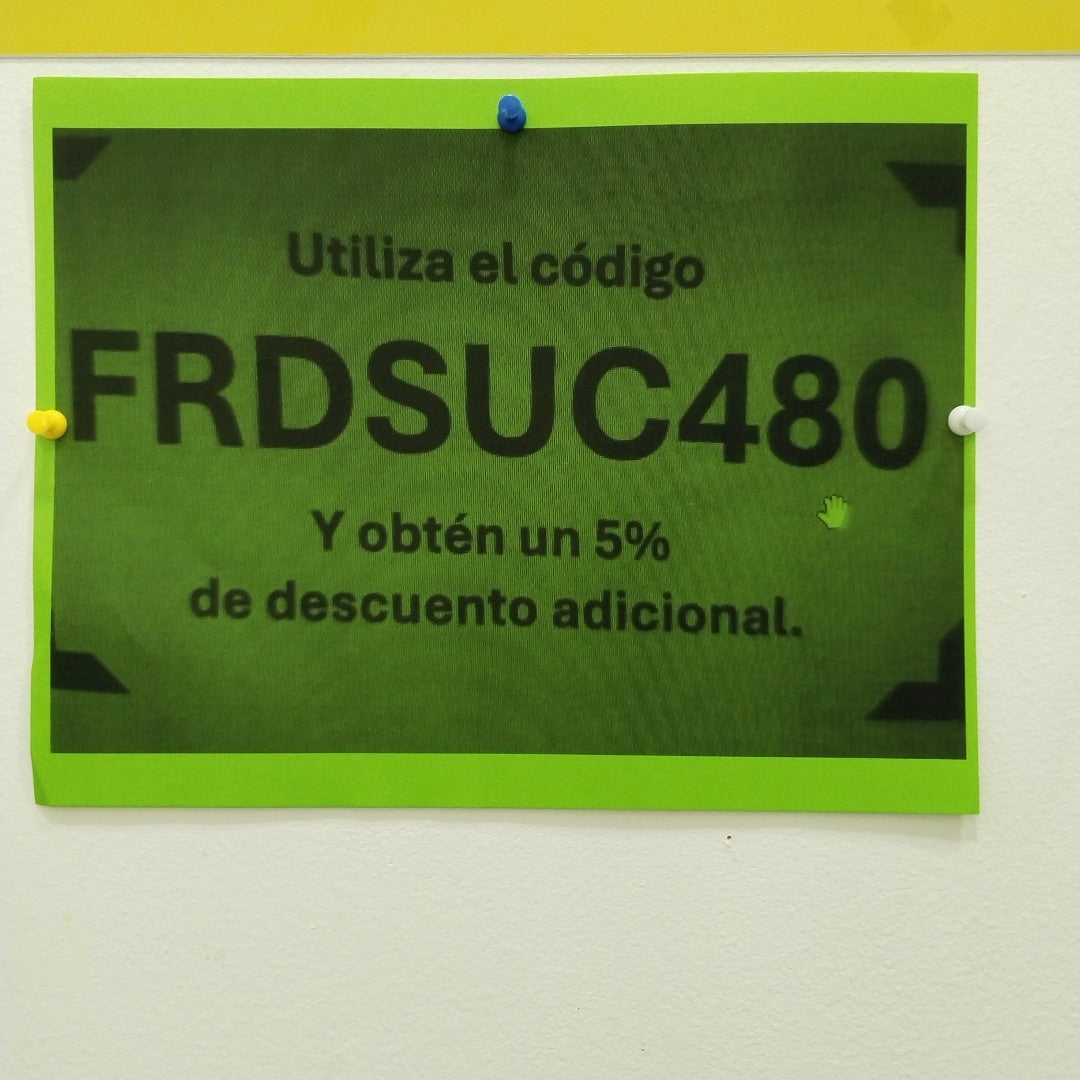 Utiliza el código
FRDSUC480
Y obtén un 5%
de descuento adicional.